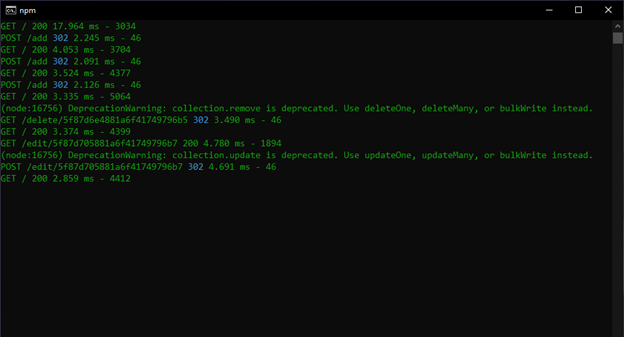 npm
GET / 200 17.964 ms - 3034
POST /add 302 2.245 ms - 46
GET / 200 4.053 ms - 3704
POST /add 302 2.091 ms - 46
GET / 200 3.524 ms - 4377
POST /add 302 2.126 ms - 46
GET / 200 3.335 ms - 5064
(node:16756) DeprecationWarning: collection.remove is deprecated. Use deleteOne, deleteMany, or bulkWrite instead.
GET /delete/5f87d6e4881a6f41749796b5 302 3.490 ms - 46
GET / 200 3.374 ms - 4399
GET /edit/5f87d705881a6f41749796b7 200 4.780 ms - 1894
(node:16756) DeprecationWarning: collection.update is deprecated. Use updateOne, updateMany, or bulkWrite instead.
POST /edit/5f87d705881a6f41749796b7 302 4.691 ms - 46
GET / 200 2.859 ms - 4412